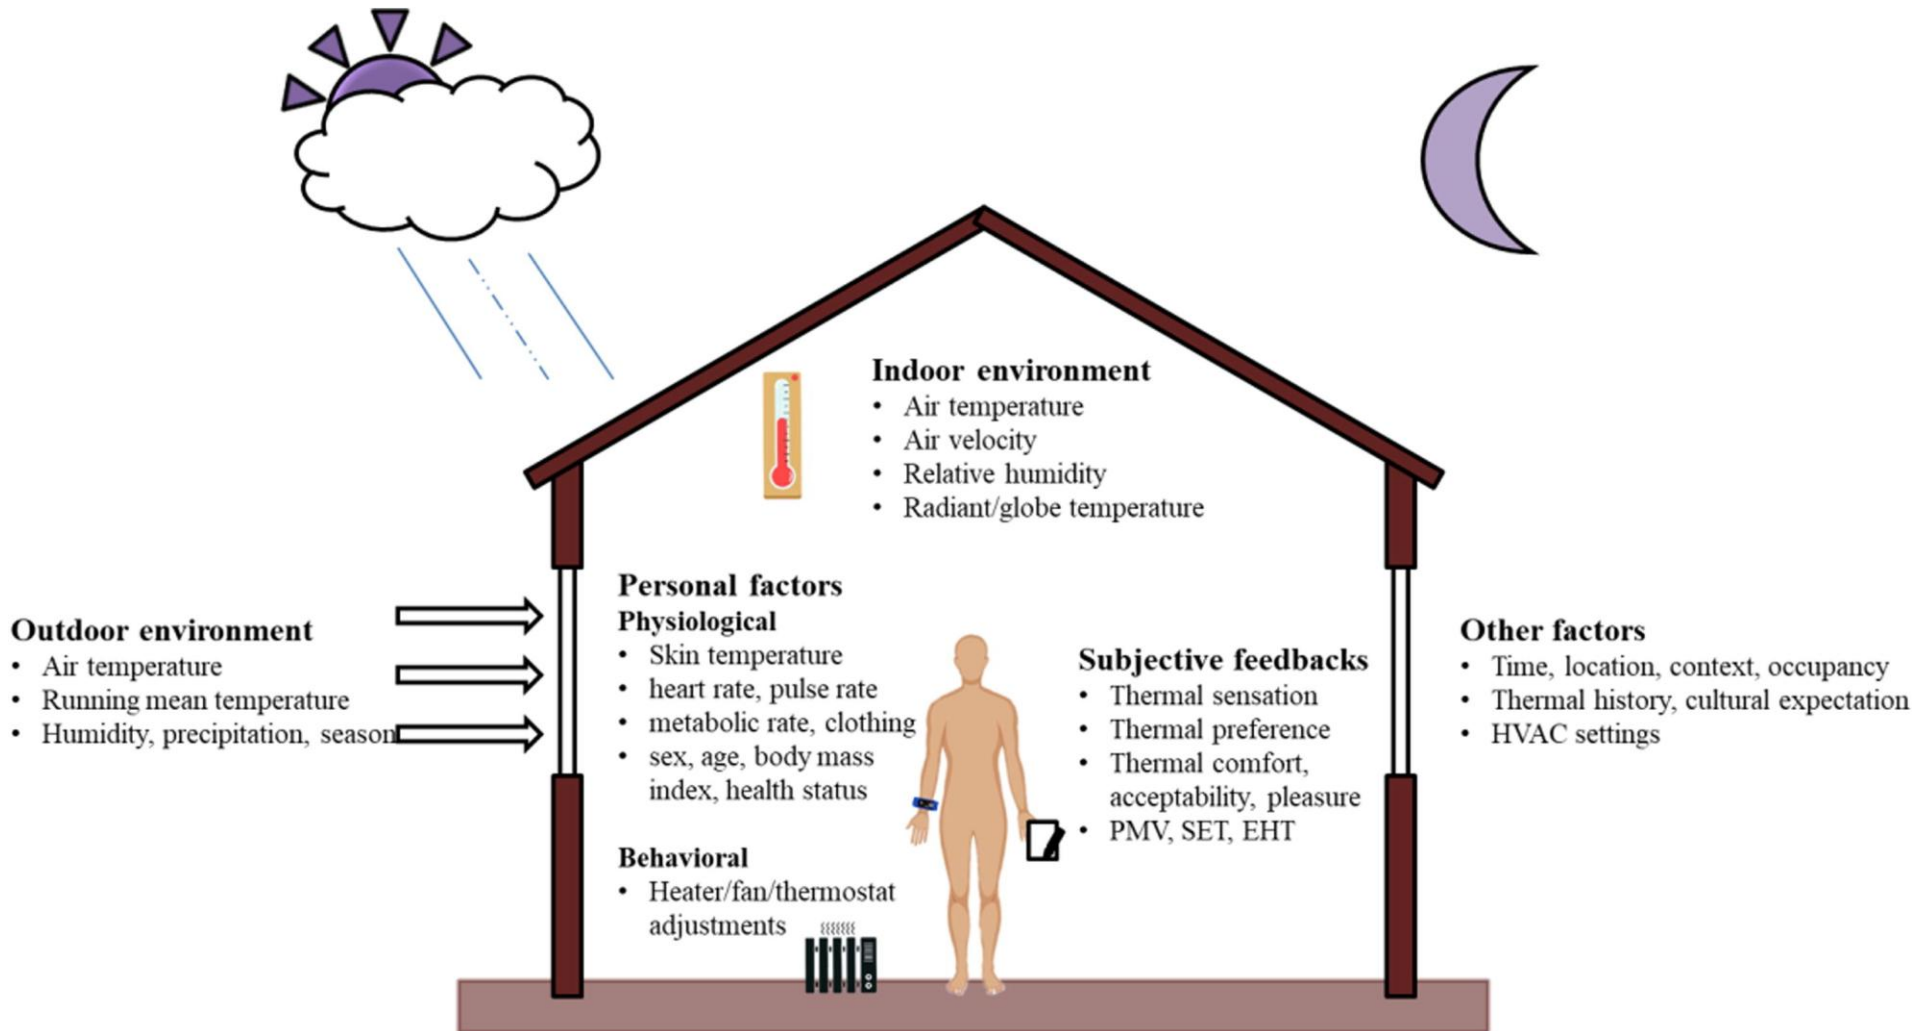 Indoor environment
• Air temperature
• Air velocity
• Relative humidity
• Radiant/globe temperature
Outdoor environment
• Air temperature
• Running mean temperature
• Humidity, precipitation, season
Personal factors
Physiological
• Skin temperature
• heart rate, pulse rate
• metabolic rate, clothing
• sex, age, body mass
index, health status
Behavioral
• Heater/fan/thermostat
adjustments
Subjective feedbacks
• Thermal sensation
• Thermal preference
• Thermal comfort,
acceptability, pleasure
• PMV, SET, EHT
Other factors
• Time, location, context, occupancy
• Thermal history, cultural expectation
• HVAC settings